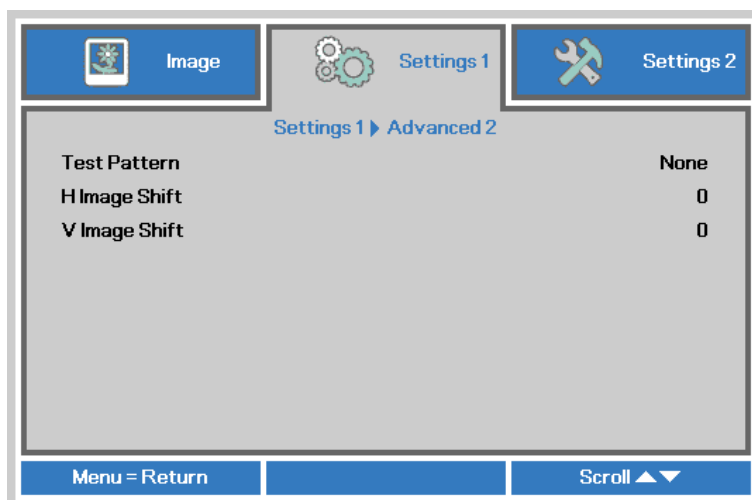 Image Settings 1 Settings 2
Settings 1 ▶ Advanced 2
Test Pattern None
H Image Shift 0
V Image Shift 0
Menu = Return Scroll ▲▼